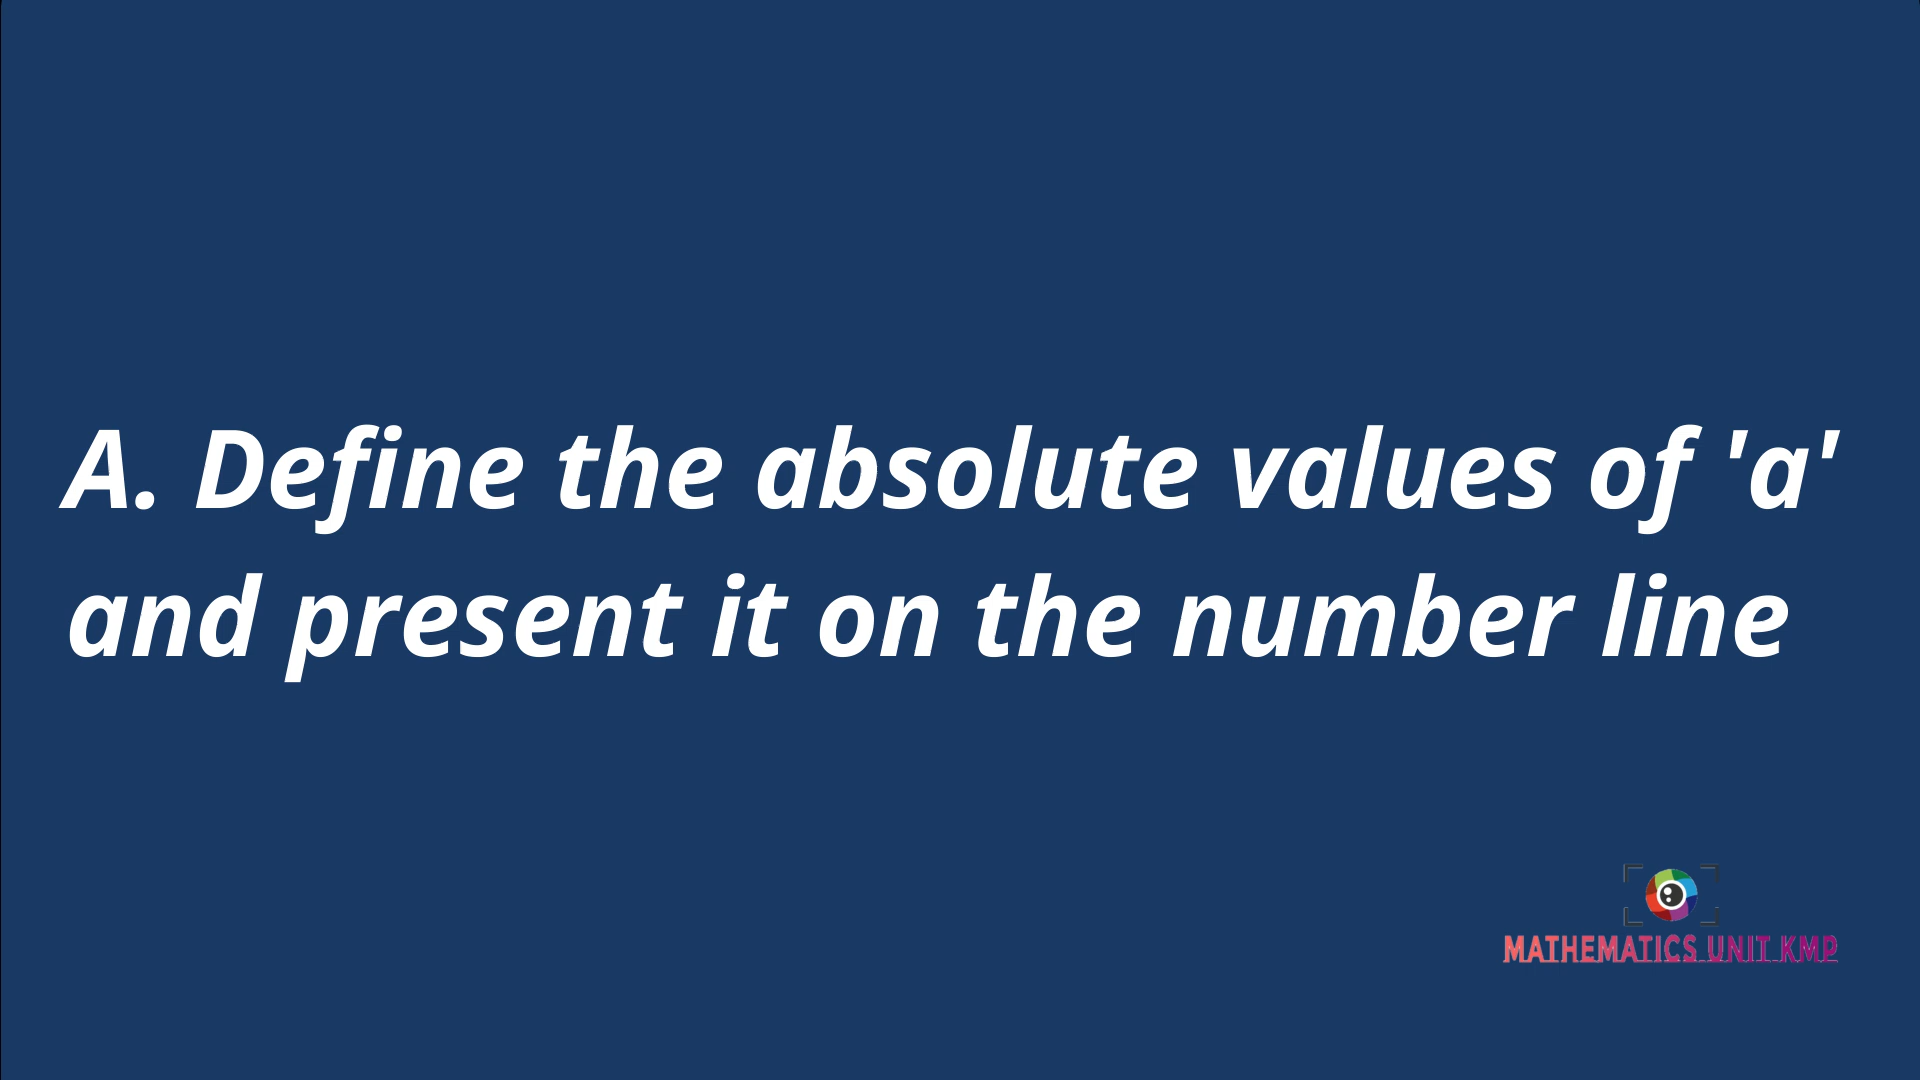 A. Define the absolute values of 'a'
and present it on the number line
MATHEMATICS UNIT KMP